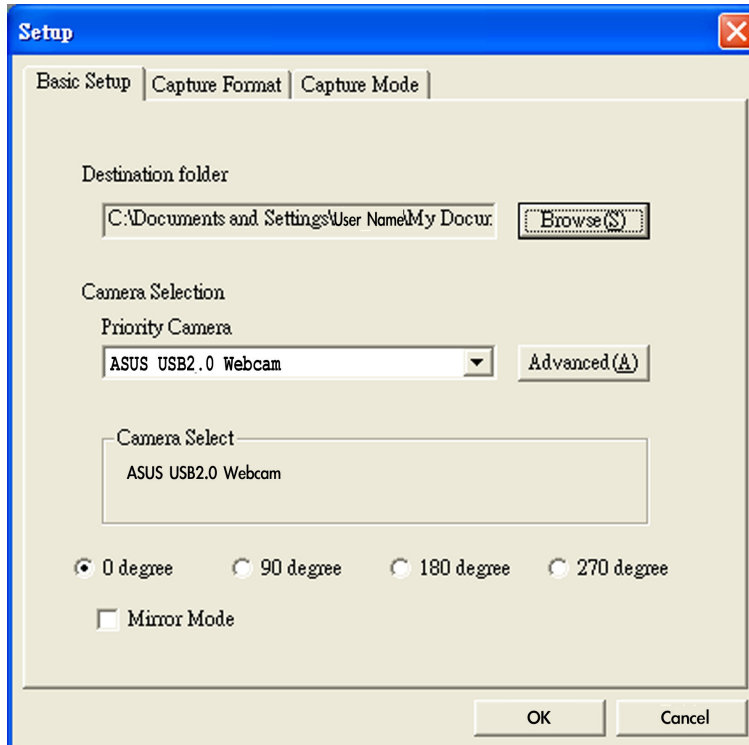 Setup
Basic Setup Capture Format Capture Mode
Destination folder
C:\Documents and Settings\User Name\My Docur
Browse(S)
Camera Selection
Priority Camera
ASUS USB2.0 Webcam
Advanced(A)
Camera Select
ASUS USB2.0 Webcam
0 degree 90 degree 180 degree 270 degree
Mirror Mode
OK Cancel